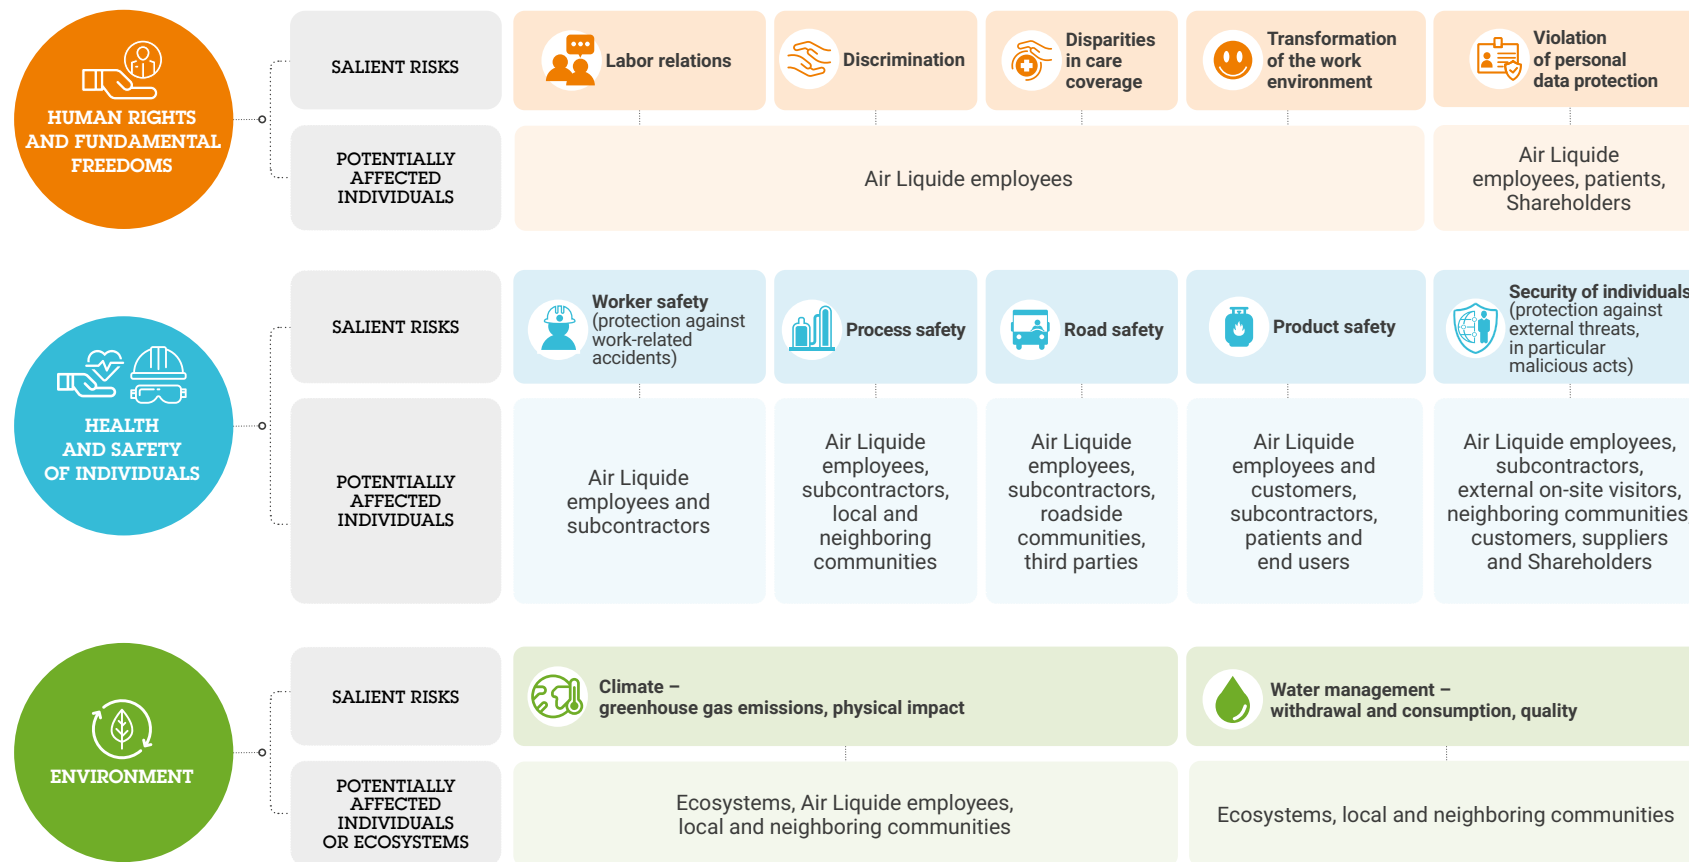 HUMAN RIGHTS
AND FUNDAMENTAL
FREEDOMS
SALIENT RISKS
Labor relations
Discrimination
Disparities
in care
coverage
Transformation
of the work
environment
Violation
of personal
data protection
POTENTIALLY
AFFECTED
INDIVIDUALS
Air Liquide employees
Air Liquide
employees, patients,
Shareholders
HEALTH
AND SAFETY
OF INDIVIDUALS
SALIENT RISKS
Worker safety
(protection against
work-related
accidents)
Process safety
Road safety
Product safety
Security of individuals
(protection against
external threats,
in particular
malicious acts)
POTENTIALLY
AFFECTED
INDIVIDUALS
Air Liquide
employees and
subcontractors
Air Liquide
employees,
subcontractors,
local and
neighboring
communities
Air Liquide
employees,
subcontractors,
roadside
communities,
third parties
Air Liquide
employees and
customers,
subcontractors,
patients and
end users
Air Liquide employees,
subcontractors,
external on-site visitors,
neighboring communities,
customers, suppliers
and Shareholders
ENVIRONMENT
SALIENT RISKS
Climate –
greenhouse gas emissions, physical impact
Water management –
withdrawal and consumption, quality
POTENTIALLY
AFFECTED
INDIVIDUALS
OR ECOSYSTEMS
Ecosystems, Air Liquide employees,
local and neighboring communities
Ecosystems, local and neighboring communities